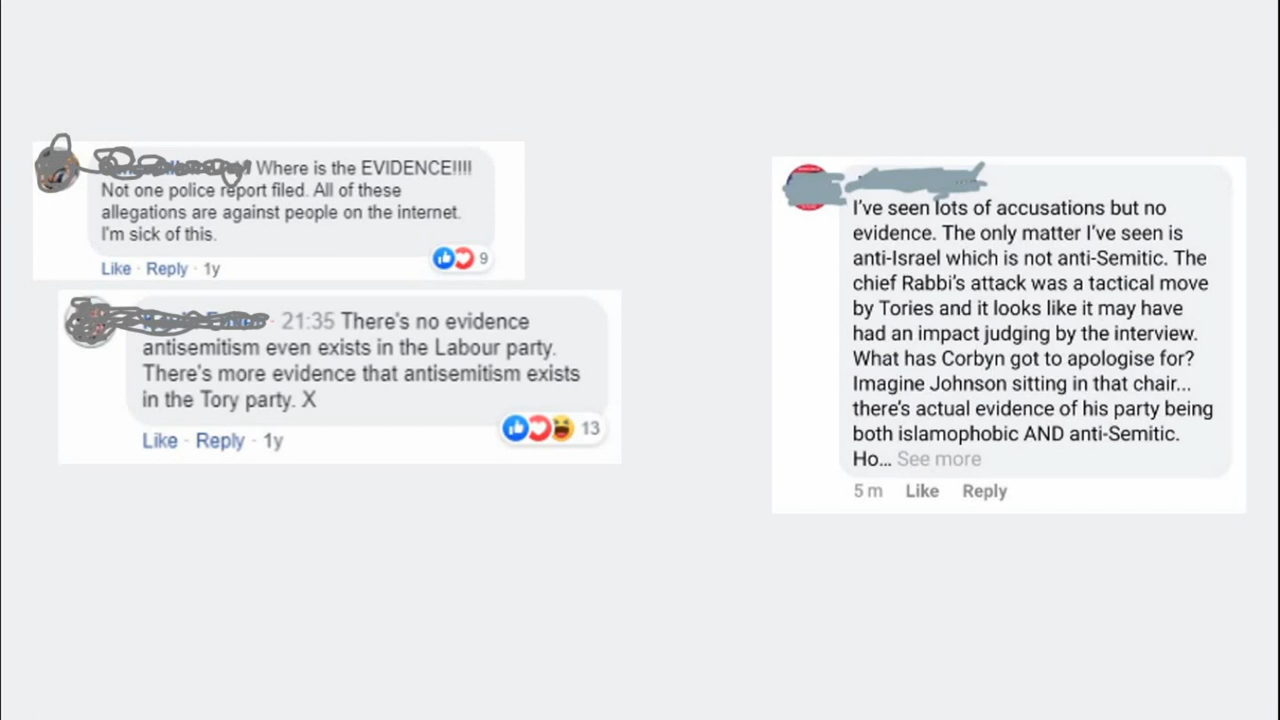 Where is the EVIDENCE!!!!
Not one police report filed. All of these
allegations are against people on the internet.
I'm sick of this.
9
Like · Reply · 1y
· 21:35 There's no evidence
antisemitism even exists in the Labour party.
There's more evidence that antisemitism exists
in the Tory party. X
13
Like · Reply · 1y
I've seen lots of accusations but no
evidence. The only matter I've seen is
anti-Israel which is not anti-Semitic. The
chief Rabbi's attack was a tactical move
by Tories and it looks like it may have
had an impact judging by the interview.
What has Corbyn got to apologise for?
Imagine Johnson sitting in that chair...
there's actual evidence of his party being
both islamophobic AND anti-Semitic.
Ho... See more
5 m Like Reply